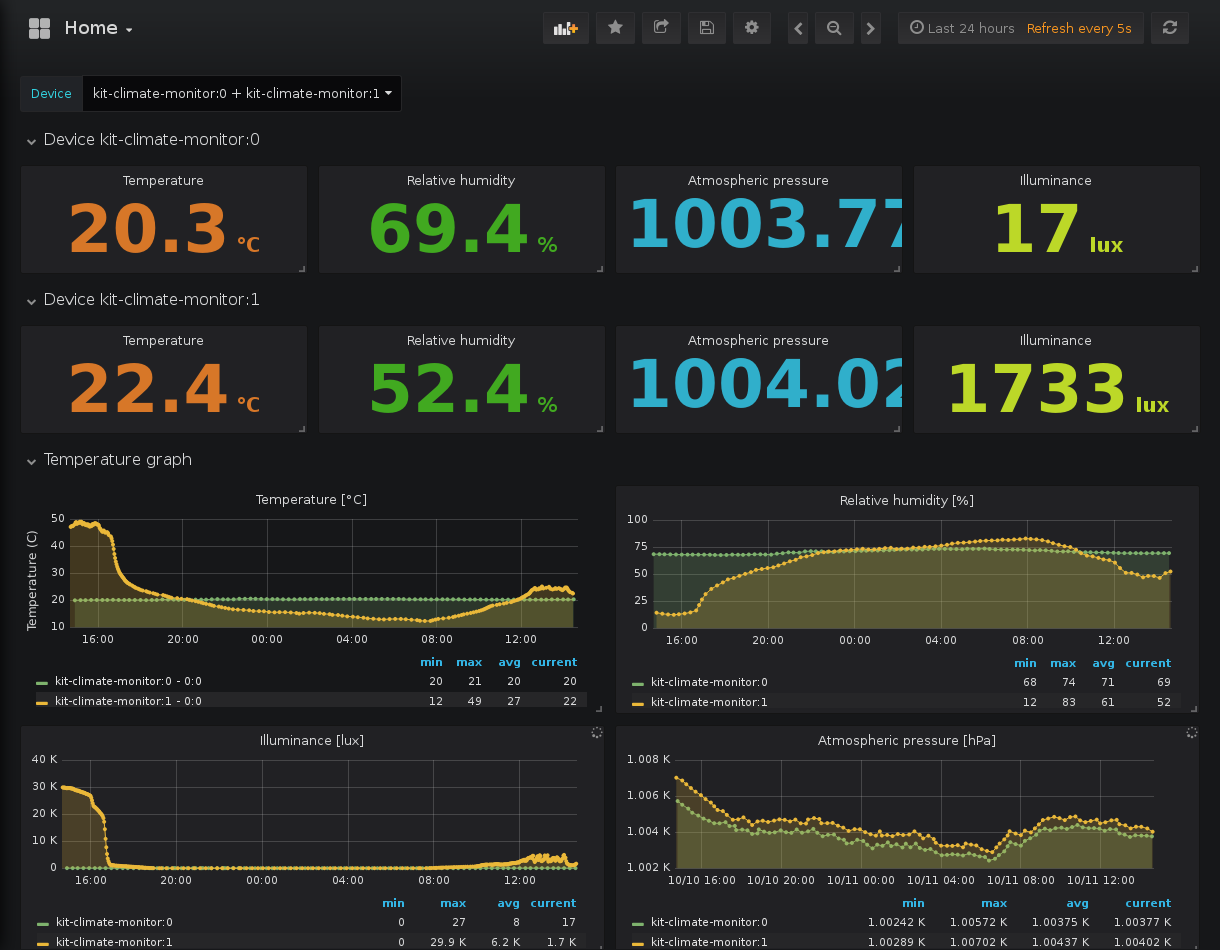 Home
Last 24 hours Refresh every 5s
Device kit-climate-monitor:0 + kit-climate-monitor:1
Device kit-climate-monitor:0
Temperature Relative humidity Atmospheric pressure Illuminance
20.3 °C 69.4 % 1003.77 17 lux
Device kit-climate-monitor:1
Temperature Relative humidity Atmospheric pressure Illuminance
22.4 °C 52.4 % 1004.02 1733 lux
Temperature graph
Temperature [°C]
Temperature (C)
50
40
30
20
10
16:00 20:00 00:00 04:00 08:00 12:00
min max avg current
kit-climate-monitor:0 - 0:0 20 21 20 20
kit-climate-monitor:1 - 0:0 12 49 27 22
Relative humidity [%]
100
75
50
25
0
16:00 20:00 00:00 04:00 08:00 12:00
min max avg current
kit-climate-monitor:0 68 74 71 69
kit-climate-monitor:1 12 83 61 52
Illuminance [lux]
40 K
30 K
20 K
10 K
0
16:00 20:00 00:00 04:00 08:00 12:00
min max avg current
kit-climate-monitor:0 0 27 8 17
kit-climate-monitor:1 0 29.9 K 6.2 K 1.7 K
Atmospheric pressure [hPa]
1.008 K
1.006 K
1.004 K
1.002 K
10/10 16:00 10/10 20:00 10/11 00:00 10/11 04:00 10/11 08:00 10/11 12:00
min max avg current
kit-climate-monitor:0 1.00242 K 1.00572 K 1.00375 K 1.00377 K
kit-climate-monitor:1 1.00289 K 1.00702 K 1.00437 K 1.00402 K